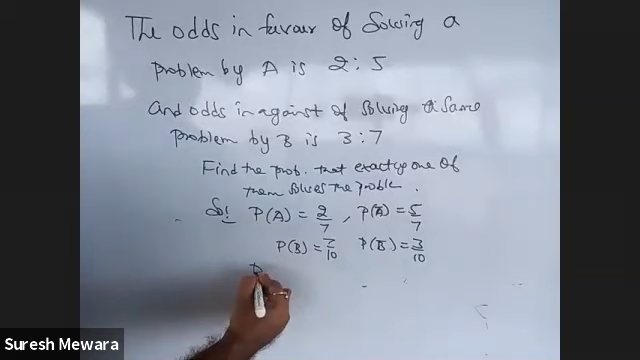 The odds in favour of Solving a
problem by A is 2:5
and odds in against of Solving a Same
problem by B is 3:7
Find the prob. that exactly one of
them solves the problem.
Sol P(A) = 2/7 , P(Ā) = 5/7
P(B) = 7/10 P(B̄) = 3/10
P
Suresh Mewara